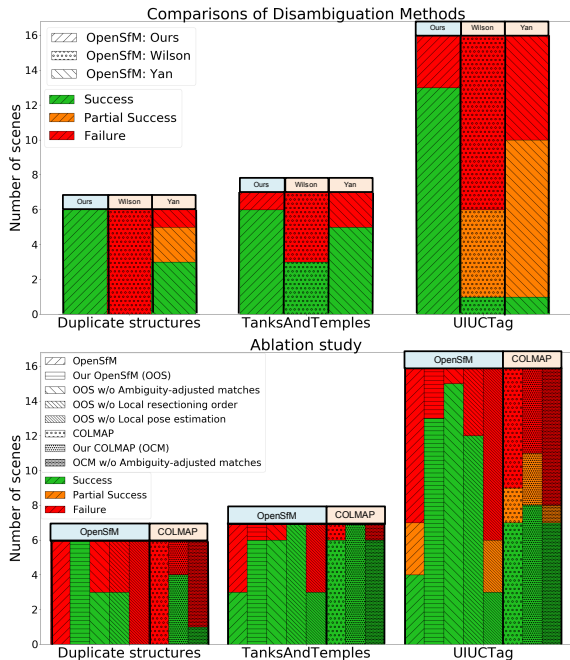 Comparisons of Disambiguation Methods
Number of scenes
16
14
12
10
8
6
4
2
0
OpenSfM: Ours
OpenSfM: Wilson
OpenSfM: Yan
Success
Partial Success
Failure
Ours Wilson Yan
Ours Wilson Yan
Ours Wilson Yan
Duplicate structures TanksAndTemples UIUCTag
Ablation study
Number of scenes
16
14
12
10
8
6
4
2
0
OpenSfM
Our OpenSfM (OOS)
OOS w/o Ambiguity-adjusted matches
OOS w/o Local resectioning order
OOS w/o Local pose estimation
COLMAP
Our COLMAP (OCM)
OCM w/o Ambiguity-adjusted matches
Success
Partial Success
Failure
OpenSfM COLMAP
OpenSfM COLMAP
OpenSfM COLMAP
Duplicate structures TanksAndTemples UIUCTag